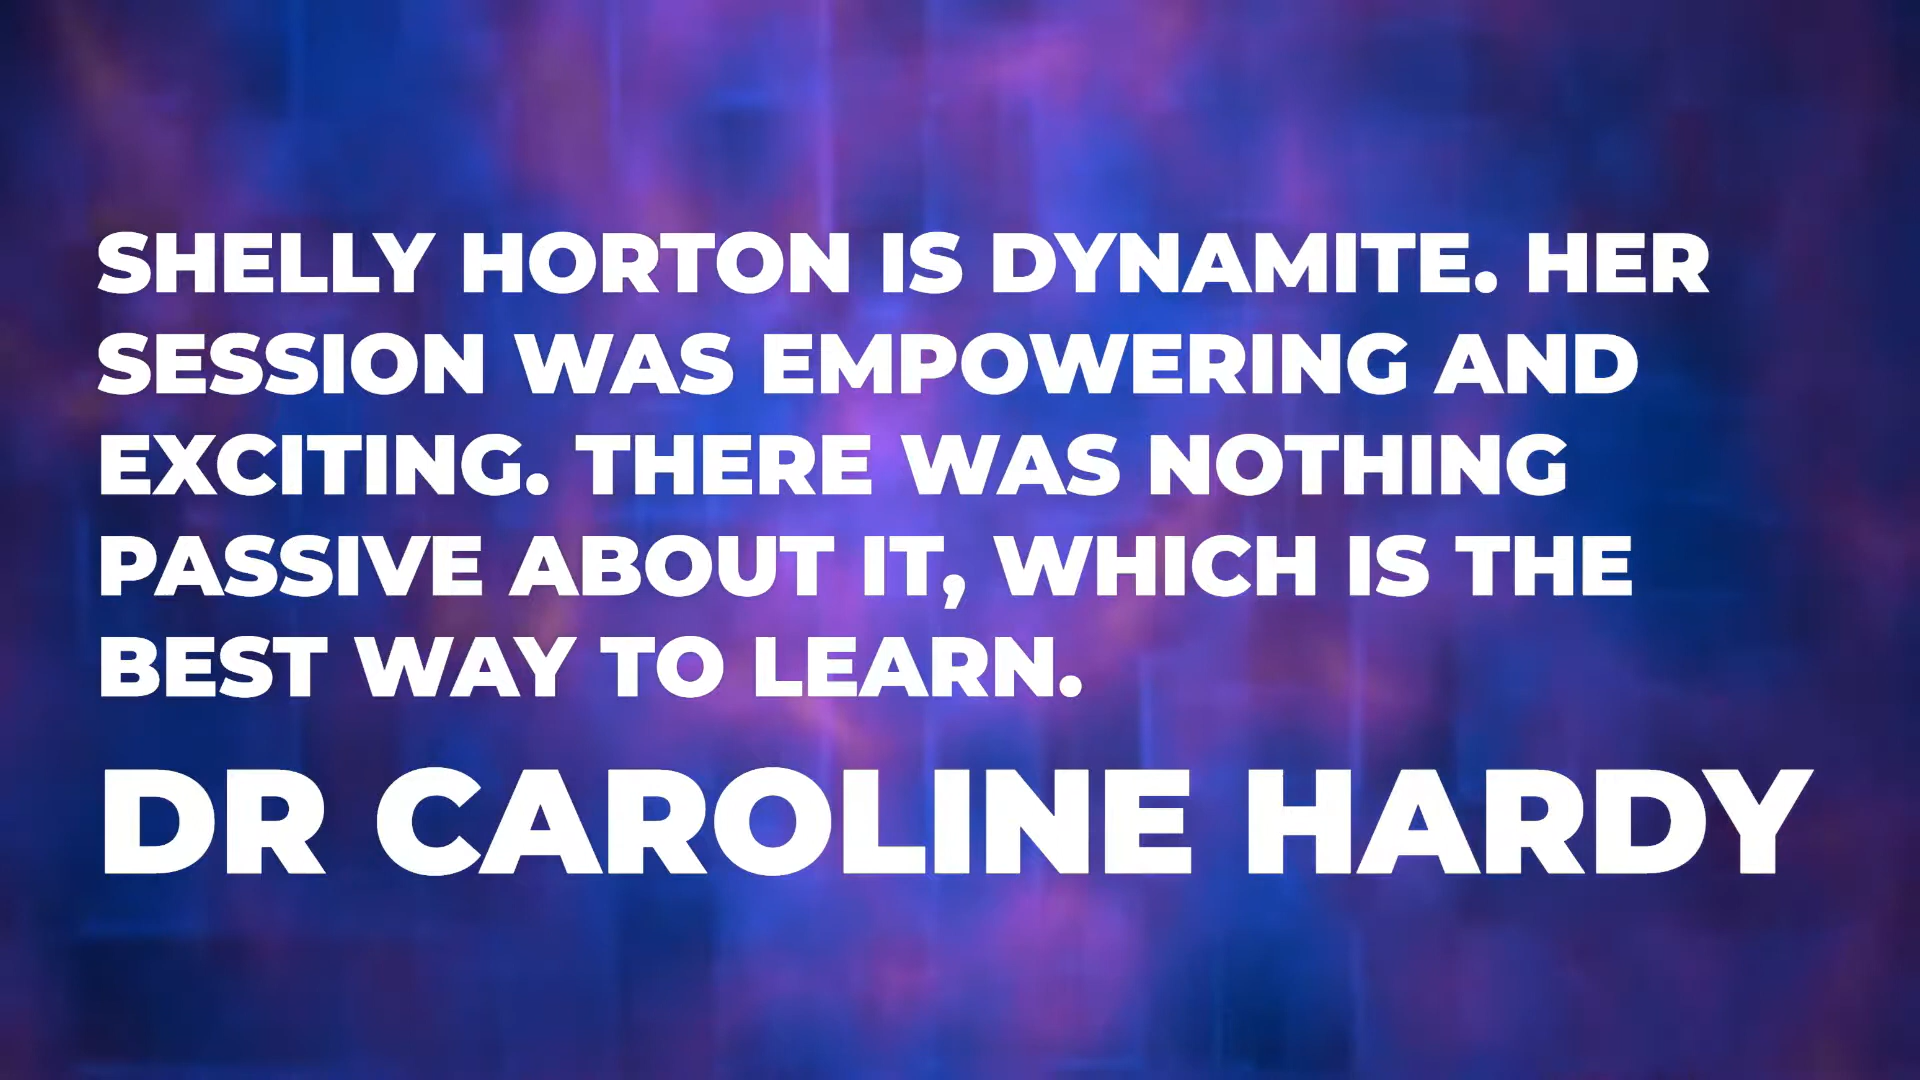 SHELLY HORTON IS DYNAMITE. HER
SESSION WAS EMPOWERING AND
EXCITING. THERE WAS NOTHING
PASSIVE ABOUT IT, WHICH IS THE
BEST WAY TO LEARN.
DR CAROLINE HARDY